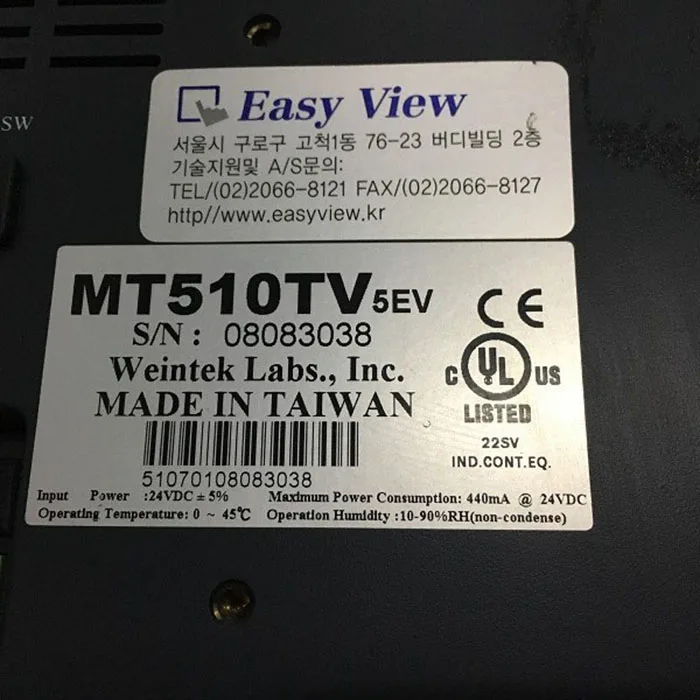 SW
Easy View
서울시 구로구 고척1동 76-23 버디빌딩 2층
기술지원및 A/S문의:
TEL/(02)2066-8121 FAX/(02)2066-8127
http//www.easyview.kr
MT510TV5EV
S/N : 08083038
Weintek Labs., Inc.
MADE IN TAIWAN
51070108083038
CE
C UL US
LISTED
22SV
IND.CONT.EQ.
Input Power :24VDC ± 5% Maximum Power Consumption: 440mA @ 24VDC
Operating Temperature: 0 ~ 45℃ Operation Humidity :10-90%RH(non-condense)